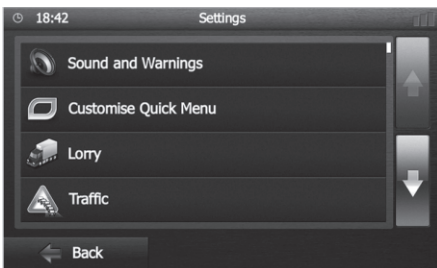 18:42 Settings
Sound and Warnings
Customise Quick Menu
Lorry
Traffic
Back